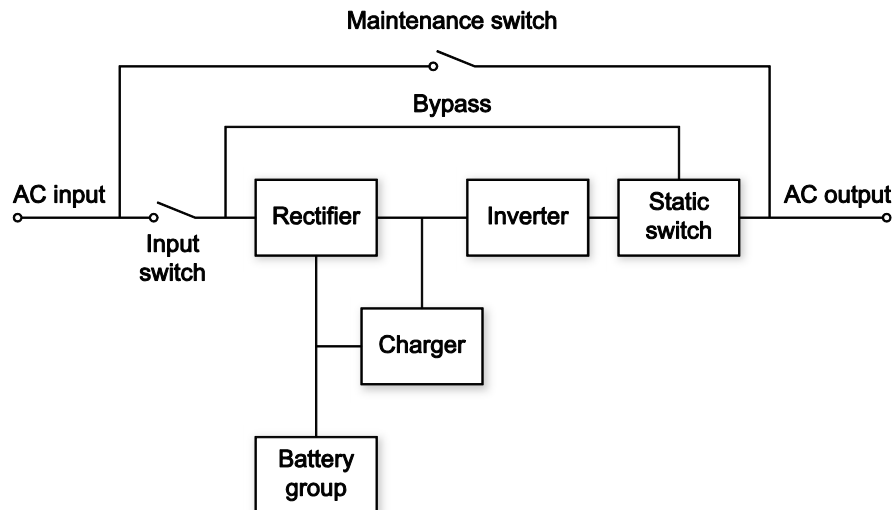 Maintenance switch
Bypass
AC input
Input
switch
Rectifier
Inverter
Static
switch
AC output
Charger
Battery
group